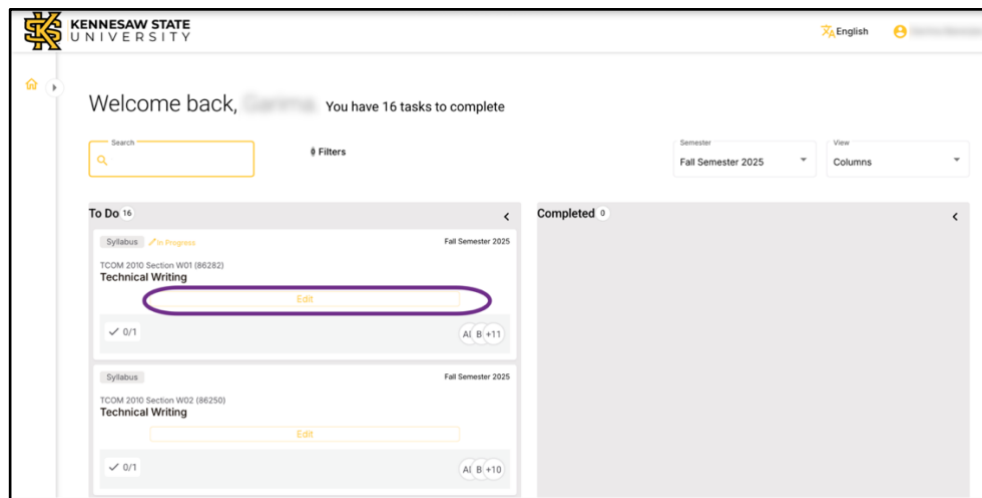 KENNESAW STATE
UNIVERSITY
English
Welcome back, You have 16 tasks to complete
Search
Filters
Semester
Fall Semester 2025
View
Columns
To Do 16
Syllabus In Progress Fall Semester 2025
TCOM 2010 Section W01 (86282)
Technical Writing
Edit
0/1
AI B +11
Syllabus Fall Semester 2025
TCOM 2010 Section W02 (86250)
Technical Writing
Edit
0/1
AI B +10
Completed 0